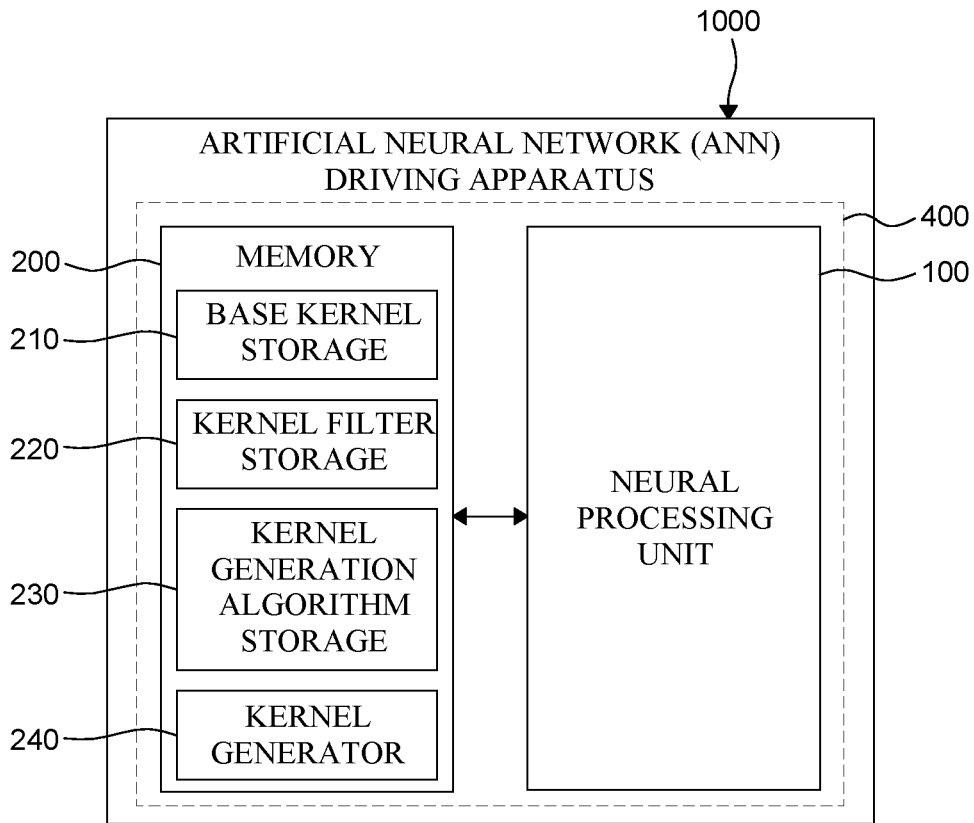 1000
ARTIFICIAL NEURAL NETWORK (ANN)
DRIVING APPARATUS
400
200
MEMORY
100
210
BASE KERNEL
STORAGE
220
KERNEL FILTER
STORAGE
230
KERNEL
GENERATION
ALGORITHM
STORAGE
240
KERNEL
GENERATOR
NEURAL
PROCESSING
UNIT